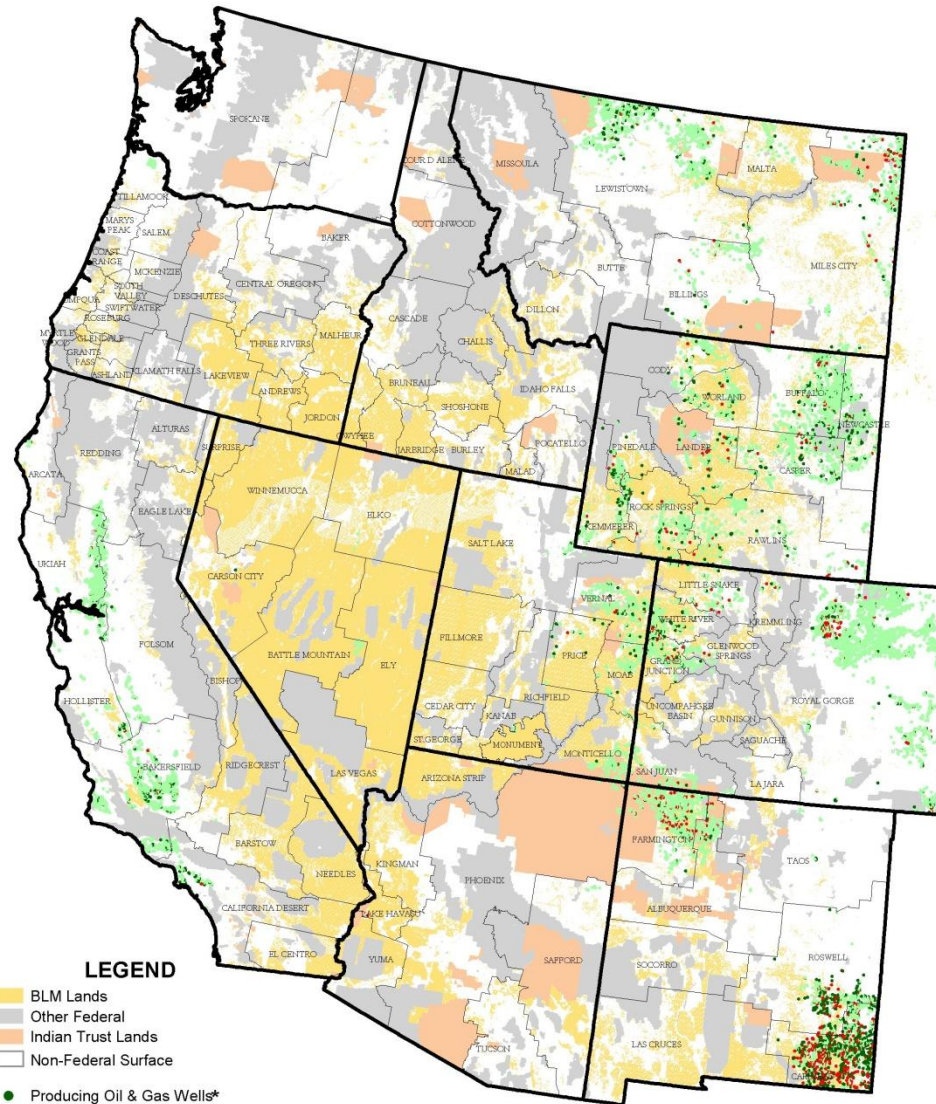 SPOKANE
COUR D ALENE
MISSOULA
MALTA
LEWISTOWN
TILLAMOOK
COTTONWOOD
MARYS
PEAK
SALEM
BAKER
BUTTE
MILES CITY
COAST
RANGE
MCKENZIE
CENTRAL OREGON
BILLINGS
SOUTH
VALLEY
DESCHUTES
DILLON
UMPQUA
SWIFTWATER
ROSEBURG
CASCADE
MALHEUR
MYRTLE
WOOD
GLENDALE
THREE RIVERS
CHALLIS
GRANTS
PASS
KLAMATH FALLS
LAKEVIEW
CODY
ASHLAND
BRUNEAU
IDAHO FALLS
WORLAND
BUFFALO
ANDREWS
SHOSHONE
NEWCASTLE
JORDON
ALTURAS
OWYHEE
POCATELLO
PINEDALE
LANDER
REDDING
SURPRISE
JARBRIDGE
BURLEY
MALAD
CASPER
ARCATA
WINNEMUCCA
ROCK SPRINGS
EAGLE LAKE
ELKO
KEMMERER
RAWLINS
SALT LAKE
UKIAH
CARSON CITY
LITTLE SNAKE
VERNAL
WHITE RIVER
KREMMLING
FOLSOM
FILLMORE
GLENWOOD
SPRINGS
BATTLE MOUNTAIN
PRICE
GRAND
JUNCTION
ELY
MOAB
BISHOP
RICHFIELD
ROYAL GORGE
HOLLISTER
CEDAR CITY
UNCOMPAHGRE
BASIN
KANAB
GUNNISON
ST.GEORGE
MONUMENT
SAGUACHE
MONTICELLO
BAKERSFIELD
RIDGECREST
LAS VEGAS
ARIZONA STRIP
SAN JUAN
LA JARA
BARSTOW
FARMINGTON
TAOS
KINGMAN
NEEDLES
PHOENIX
CALIFORNIA DESERT
LAKE HAVASU
ALBUQUERQUE
EL CENTRO
YUMA
SAFFORD
SOCORRO
ROSWELL
TUCSON
LAS CRUCES
LEGEND
BLM Lands
Other Federal
Indian Trust Lands
Non-Federal Surface
Producing Oil & Gas Wells*